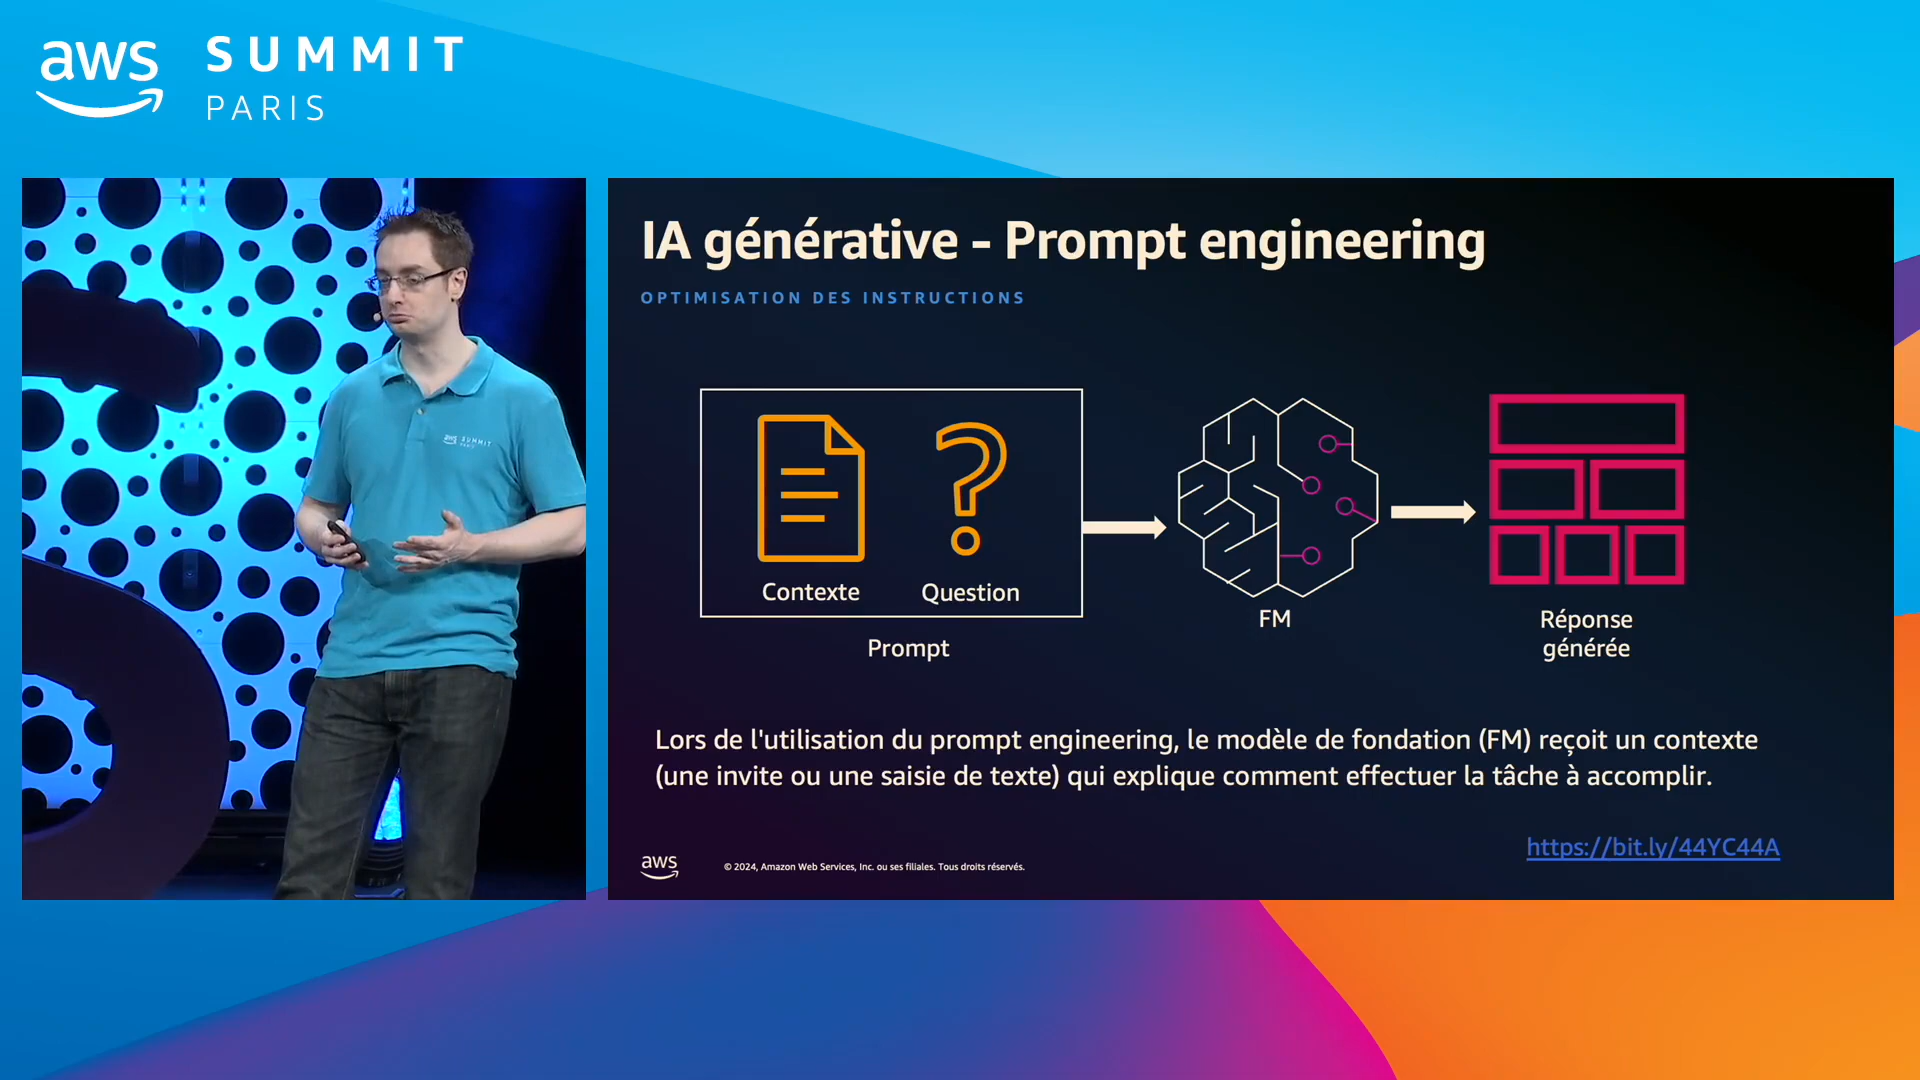 aws SUMMIT
PARIS
aws SUMMIT
PARIS
IA générative - Prompt engineering
OPTIMISATION DES INSTRUCTIONS
Contexte
Question
Prompt
FM
Réponse
générée
Lors de l'utilisation du prompt engineering, le modèle de fondation (FM) reçoit un contexte
(une invite ou une saisie de texte) qui explique comment effectuer la tâche à accomplir.
https://bit.ly/44YC44A
aws
© 2024, Amazon Web Services, Inc. ou ses filiales. Tous droits réservés.